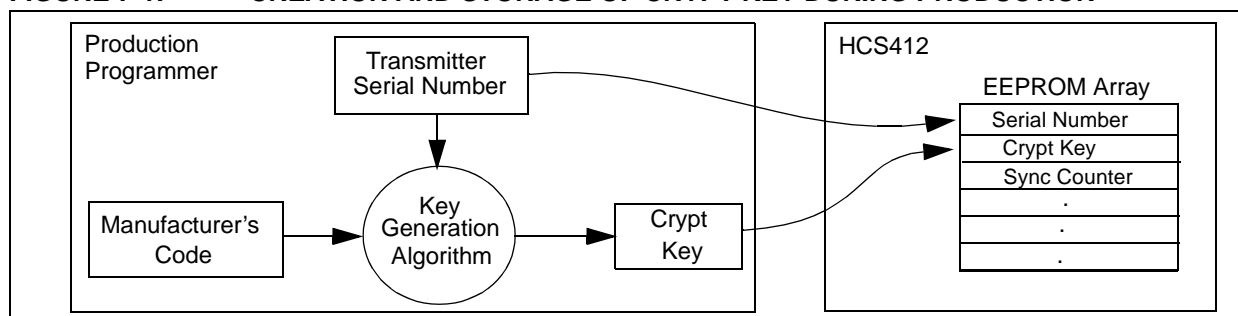 Production
Programmer
Transmitter
Serial Number
Manufacturer's
Code
Key
Generation
Algorithm
Crypt
Key
HCS412
EEPROM Array
Serial Number
Crypt Key
Sync Counter
.
.
.